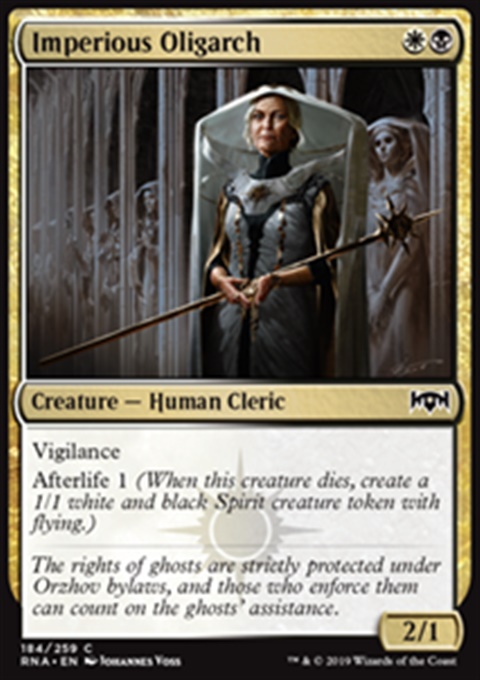 Imperious Oligarch
Creature — Human Cleric
Vigilance
Afterlife 1 (When this creature dies, create a
1/1 white and black Spirit creature token with
flying.)
The rights of ghosts are strictly protected under
Orzhov bylaws, and those who enforce them
can count on the ghosts' assistance.
2/1
184/259 C
RNA • EN Johannes Voss
™ & © 2019 Wizards of the Coast